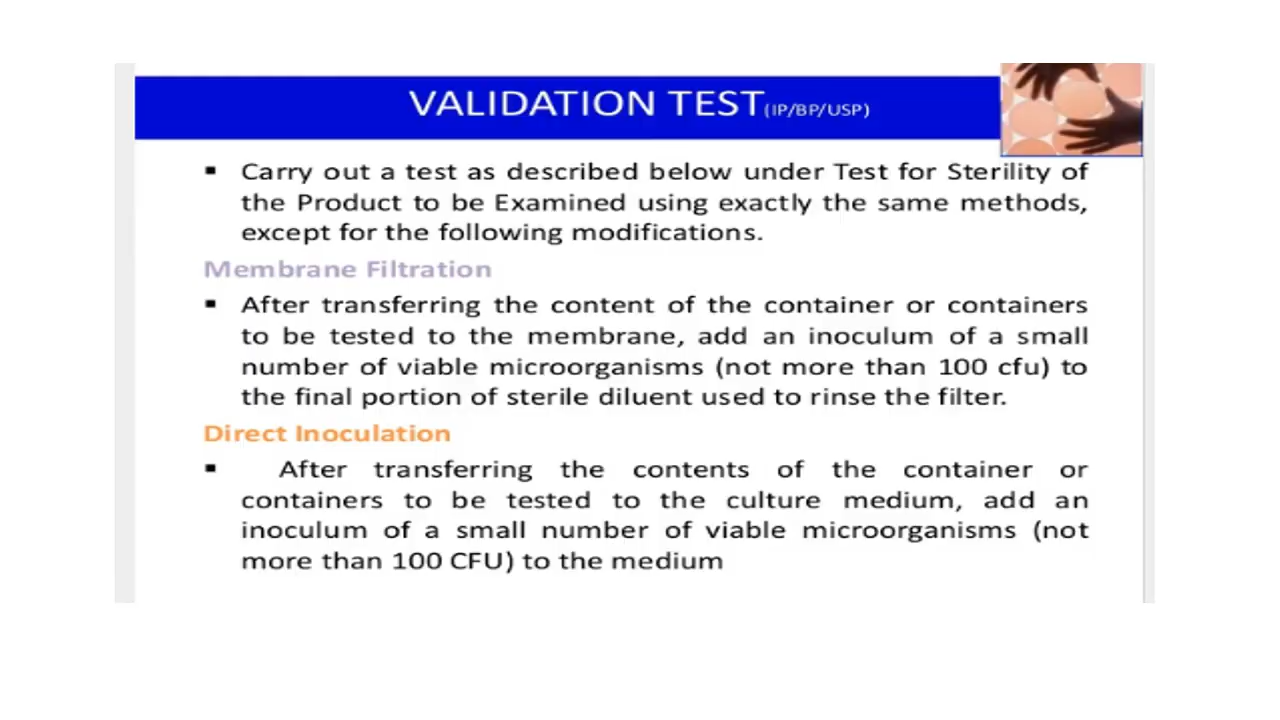 VALIDATION TEST(IP/BP/USP)
▪ Carry out a test as described below under Test for Sterility of
the Product to be Examined using exactly the same methods,
except for the following modifications.
Membrane Filtration
▪ After transferring the content of the container or containers
to be tested to the membrane, add an inoculum of a small
number of viable microorganisms (not more than 100 cfu) to
the final portion of sterile diluent used to rinse the filter.
Direct Inoculation
▪ After transferring the contents of the container or
containers to be tested to the culture medium, add an
inoculum of a small number of viable microorganisms (not
more than 100 CFU) to the medium